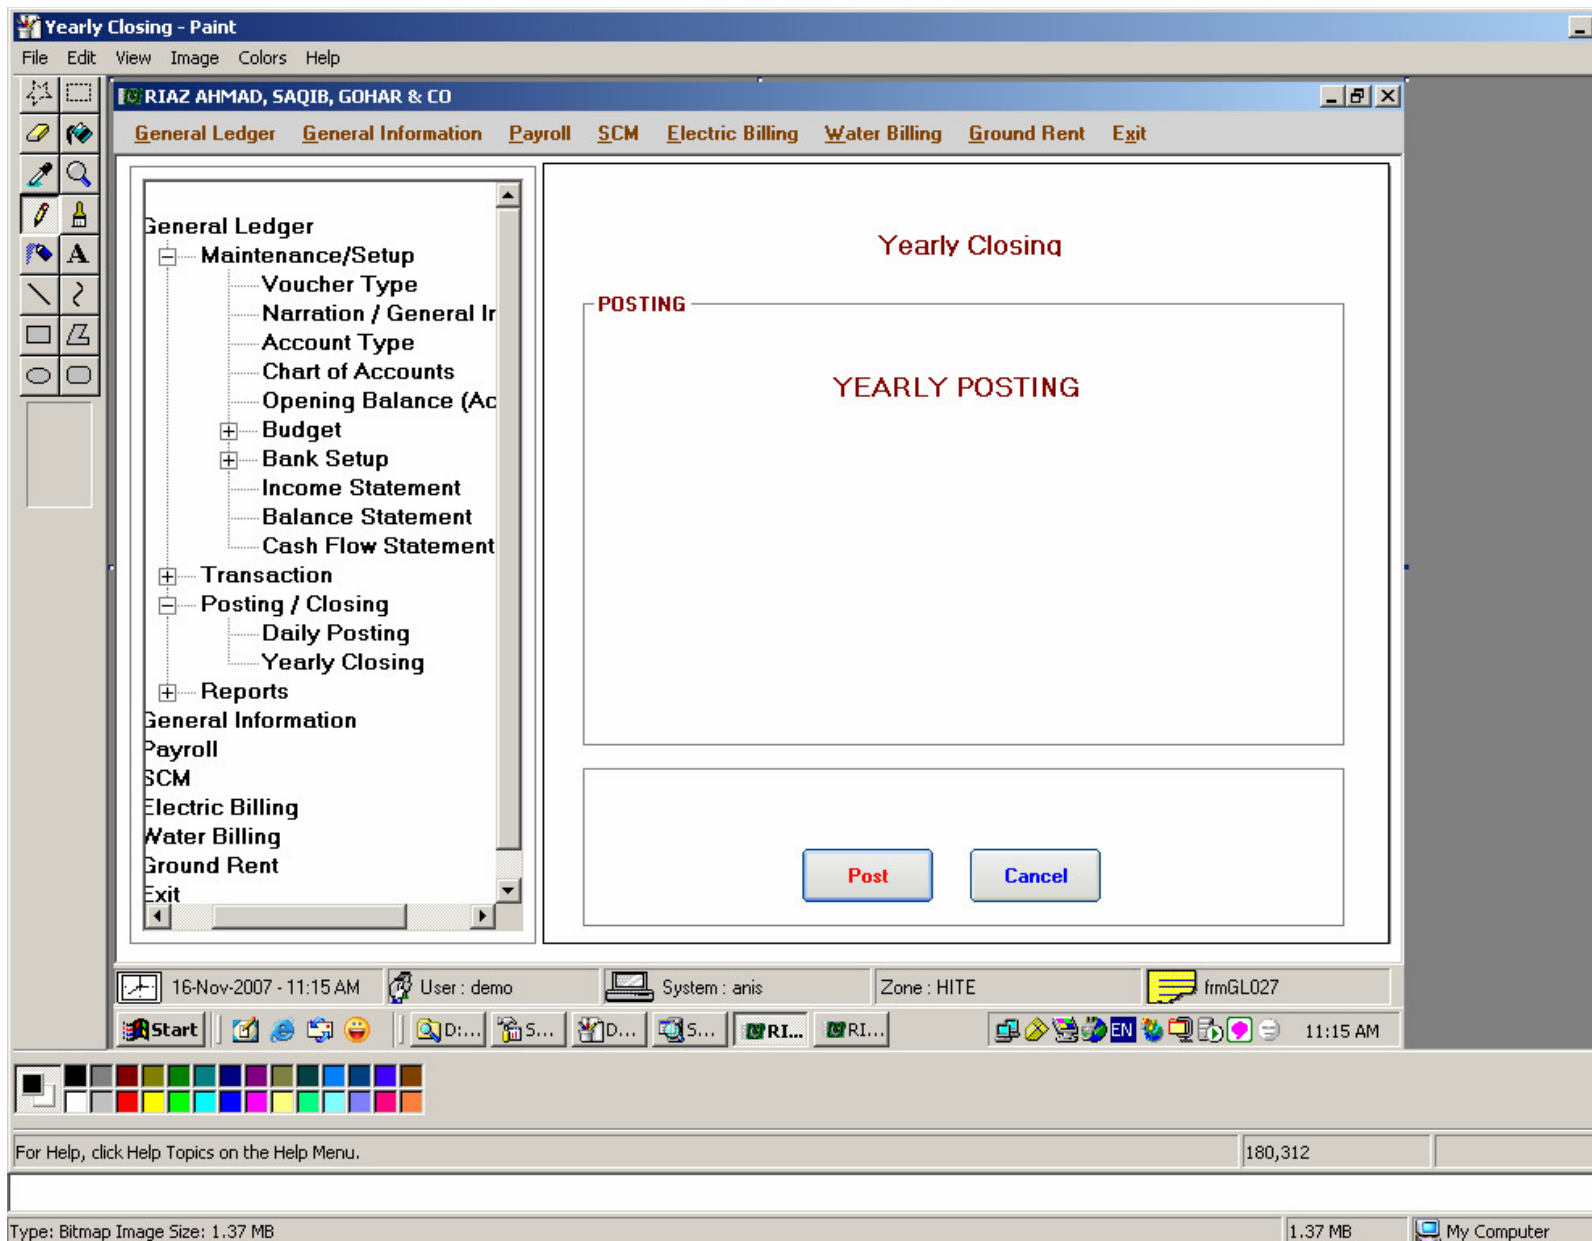 Yearly Closing - Paint
File Edit View Image Colors Help
RIAZ AHMAD, SAQIB, GOHAR & CO
General Ledger General Information Payroll SCM Electric Billing Water Billing Ground Rent Exit
General Ledger
Maintenance/Setup
Voucher Type
Narration / General Ir
Account Type
Chart of Accounts
Opening Balance (Ac
Budget
Bank Setup
Income Statement
Balance Statement
Cash Flow Statement
Transaction
Posting / Closing
Daily Posting
Yearly Closing
Reports
General Information
Payroll
SCM
Electric Billing
Water Billing
Ground Rent
Exit
Yearly Closing
POSTING
YEARLY POSTING
Post Cancel
16-Nov-2007 - 11:15 AM User : demo System : anis Zone : HITE frmGL027
Start D:... S... D... S... RI... RI... EN 11:15 AM
For Help, click Help Topics on the Help Menu. 180,312
Type: Bitmap Image Size: 1.37 MB 1.37 MB My Computer